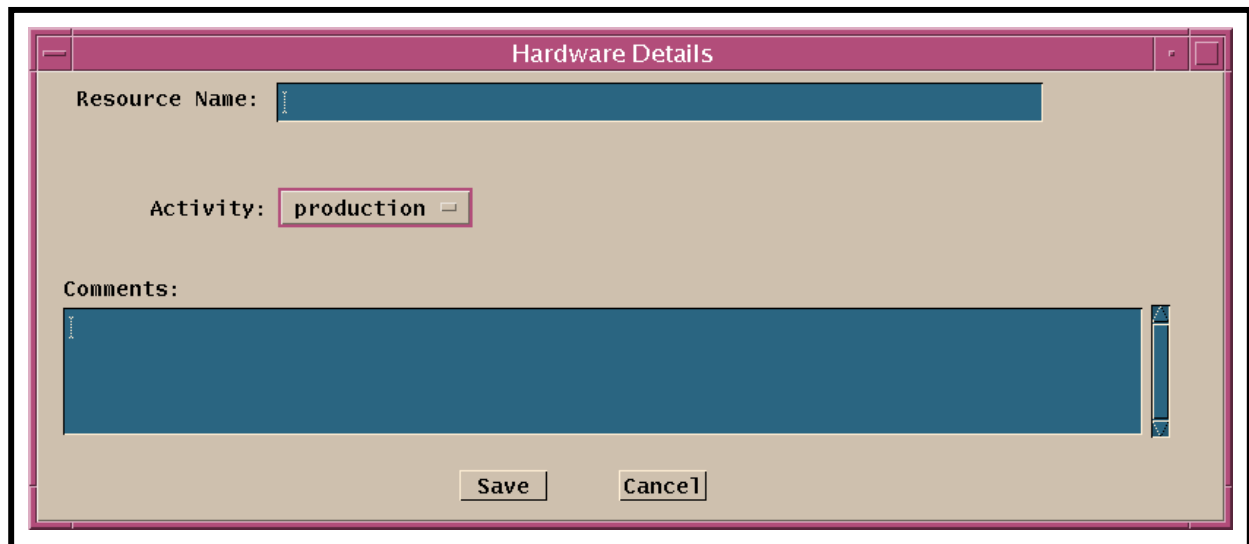 Hardware Details
Resource Name:
Activity: production
Comments:
Save Cancel